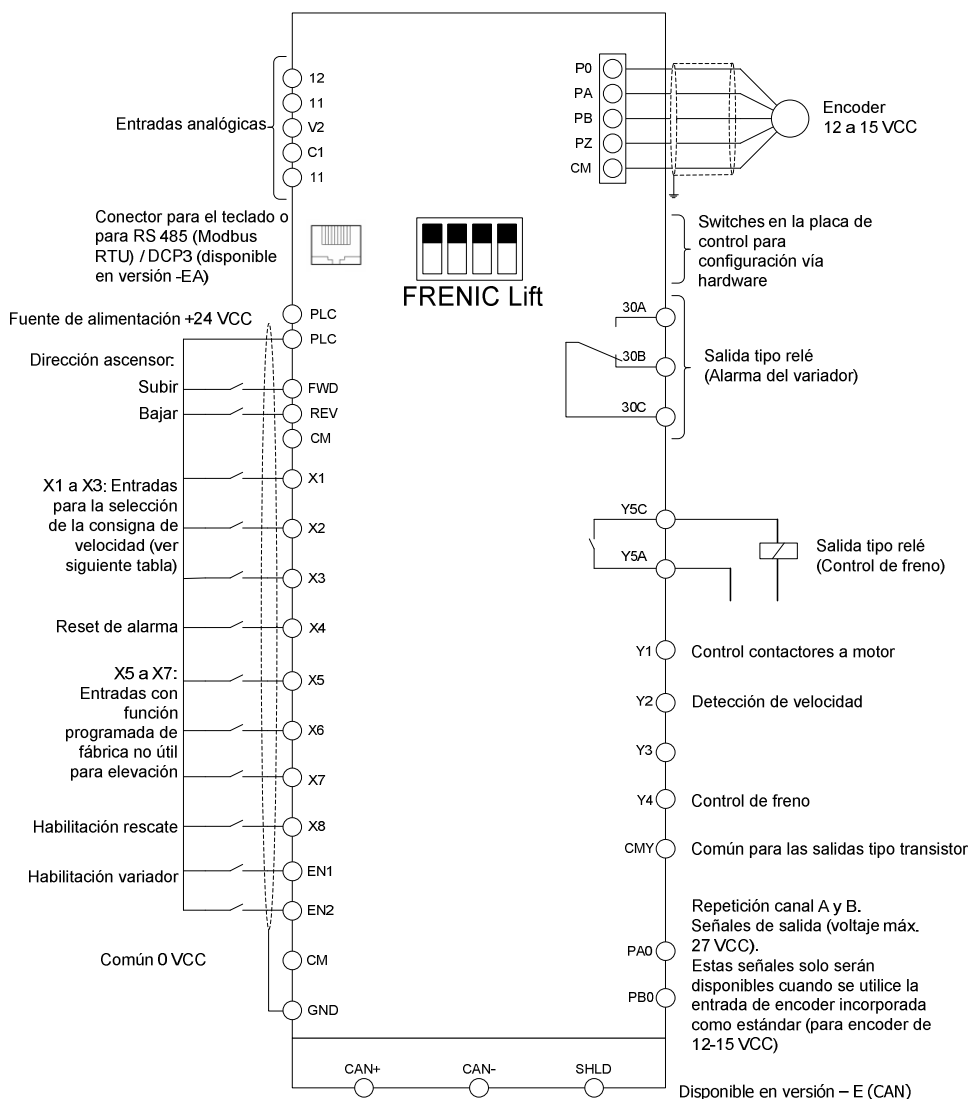 12
11
Entradas analógicas
V2
C1
11
P0
PA
PB
PZ
CM
Encoder
12 a 15 VCC
Conector para el teclado o
para RS 485 (Modbus
RTU) / DCP3 (disponible
en versión -EA)
FRENIC Lift
Switches en la placa de
control para
configuración vía
hardware
Fuente de alimentación +24 VCC
PLC
PLC
Dirección ascensor:
Subir
FWD
Bajar
REV
CM
30A
30B
30C
Salida tipo relé
(Alarma del variador)
X1 a X3: Entradas
para la selección
de la consigna de
velocidad (ver
siguiente tabla)
X1
X2
X3
Y5C
Y5A
Salida tipo relé
(Control de freno)
Reset de alarma
X4
X5 a X7:
Entradas con
función
programada de
fábrica no útil
para elevación
X5
X6
X7
Y1
Control contactores a motor
Y2
Detección de velocidad
Y3
Y4
Control de freno
Habilitación rescate
X8
CMY
Común para las salidas tipo transistor
Habilitación variador
EN1
EN2
Común 0 VCC
CM
GND
PA0
PB0
Repetición canal A y B.
Señales de salida (voltaje máx.
27 VCC).
Estas señales solo serán
disponibles cuando se utilice la
entrada de encoder incorporada
como estándar (para encoder de
12-15 VCC)
CAN+
CAN-
SHLD
Disponible en versión – E (CAN)